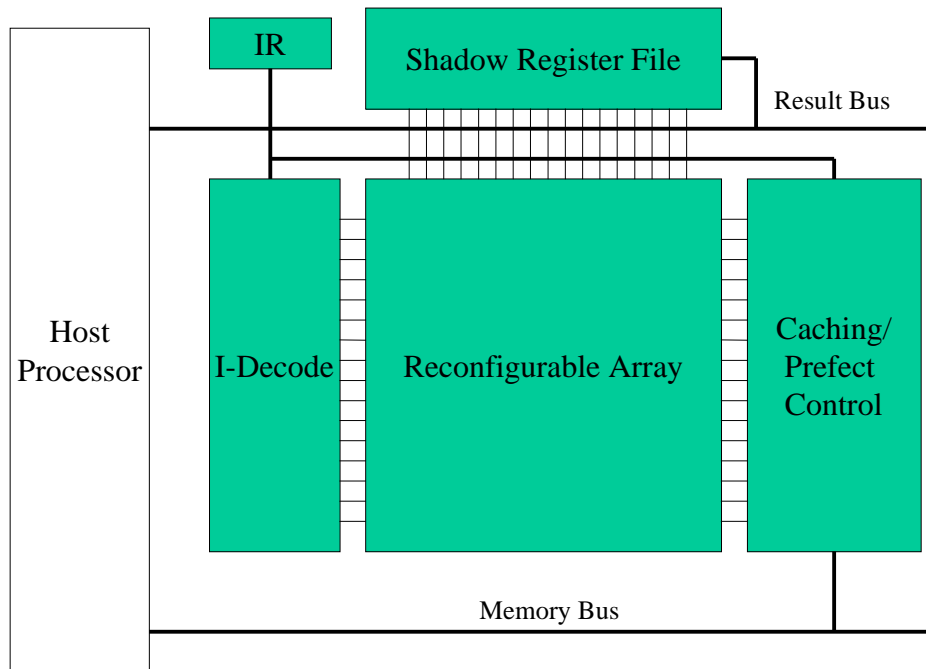 IR
Shadow Register File
Result Bus
Host
Processor
I-Decode
Reconfigurable Array
Caching/
Prefect
Control
Memory Bus